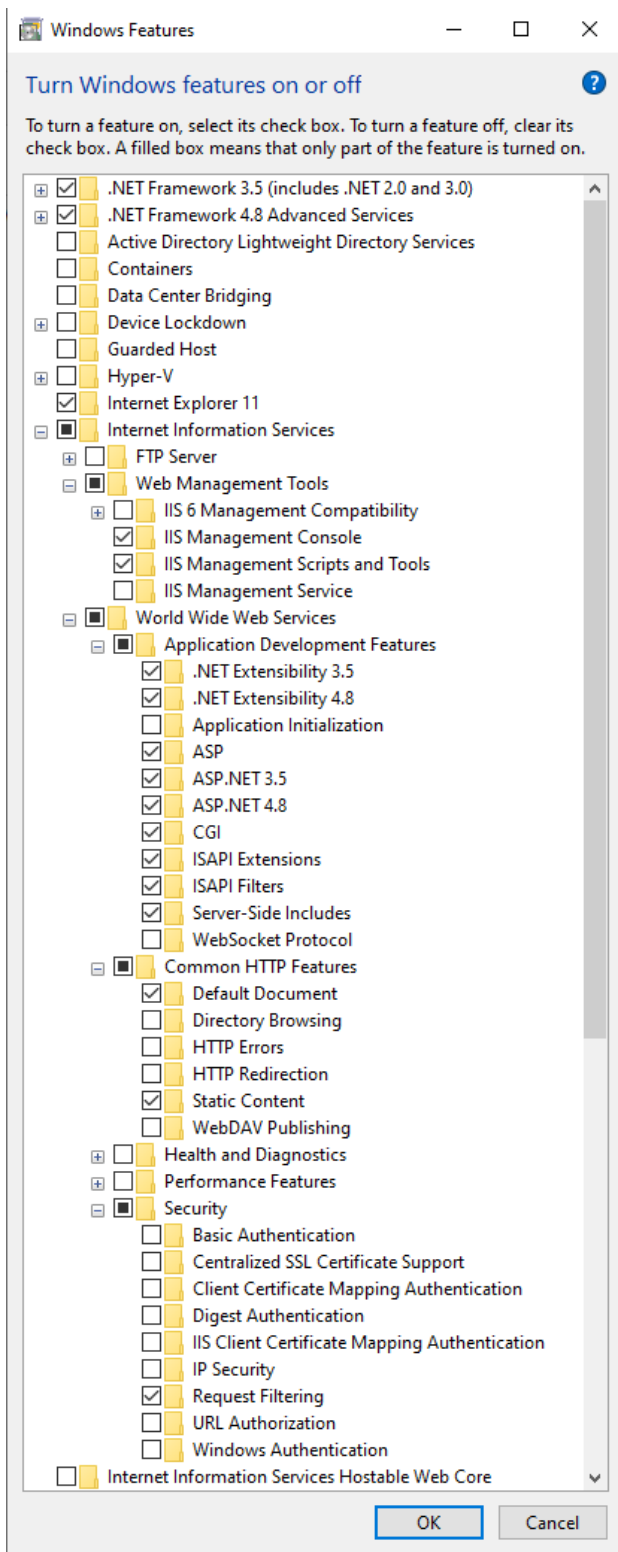 Windows Features
Turn Windows features on or off
?
To turn a feature on, select its check box. To turn a feature off, clear its
check box. A filled box means that only part of the feature is turned on.
.NET Framework 3.5 (includes .NET 2.0 and 3.0)
.NET Framework 4.8 Advanced Services
Active Directory Lightweight Directory Services
Containers
Data Center Bridging
Device Lockdown
Guarded Host
Hyper-V
Internet Explorer 11
Internet Information Services
FTP Server
Web Management Tools
IIS 6 Management Compatibility
IIS Management Console
IIS Management Scripts and Tools
IIS Management Service
World Wide Web Services
Application Development Features
.NET Extensibility 3.5
.NET Extensibility 4.8
Application Initialization
ASP
ASP.NET 3.5
ASP.NET 4.8
CGI
ISAPI Extensions
ISAPI Filters
Server-Side Includes
WebSocket Protocol
Common HTTP Features
Default Document
Directory Browsing
HTTP Errors
HTTP Redirection
Static Content
WebDAV Publishing
Health and Diagnostics
Performance Features
Security
Basic Authentication
Centralized SSL Certificate Support
Client Certificate Mapping Authentication
Digest Authentication
IIS Client Certificate Mapping Authentication
IP Security
Request Filtering
URL Authorization
Windows Authentication
Internet Information Services Hostable Web Core
OK
Cancel